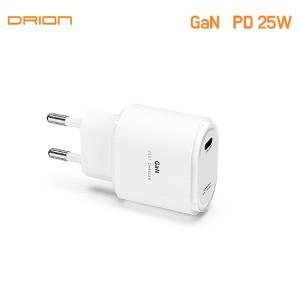 DRION
GaN PD 25W
GaN
FAST CHARGER